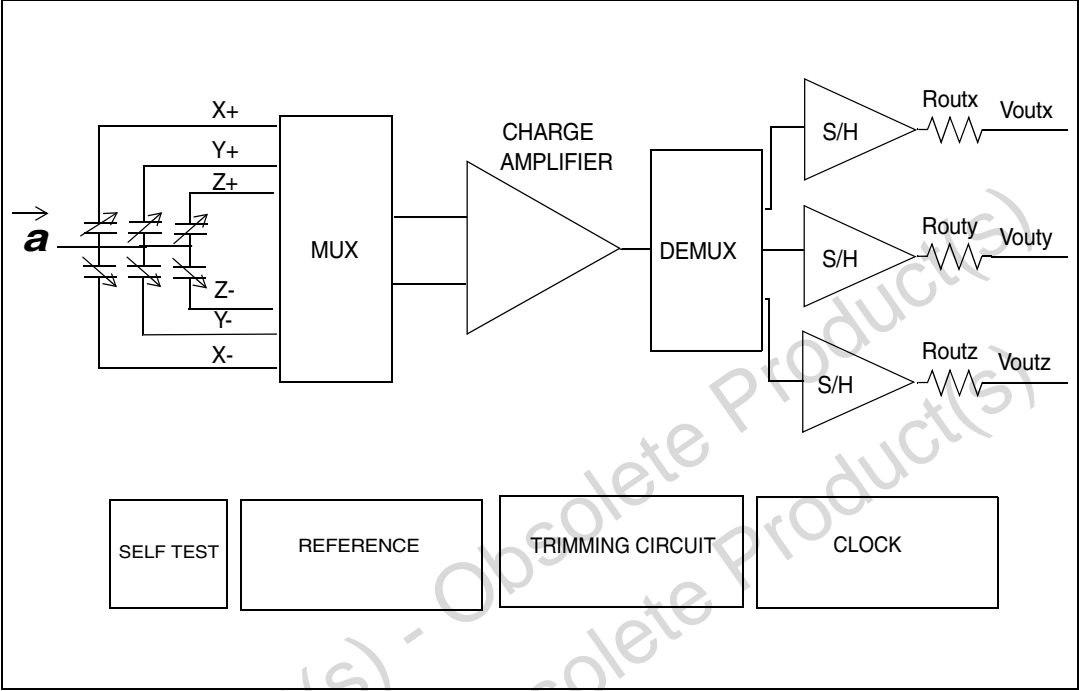 X+
Y+
Z+
a
Z-
Y-
X-
MUX
CHARGE
AMPLIFIER
DEMUX
S/H
Routx
Voutx
S/H
Routy
Vouty
S/H
Routz
Voutz
SELF TEST
REFERENCE
TRIMMING CIRCUIT
CLOCK
(s) - Obsolete Product(s)
solete Product(s)